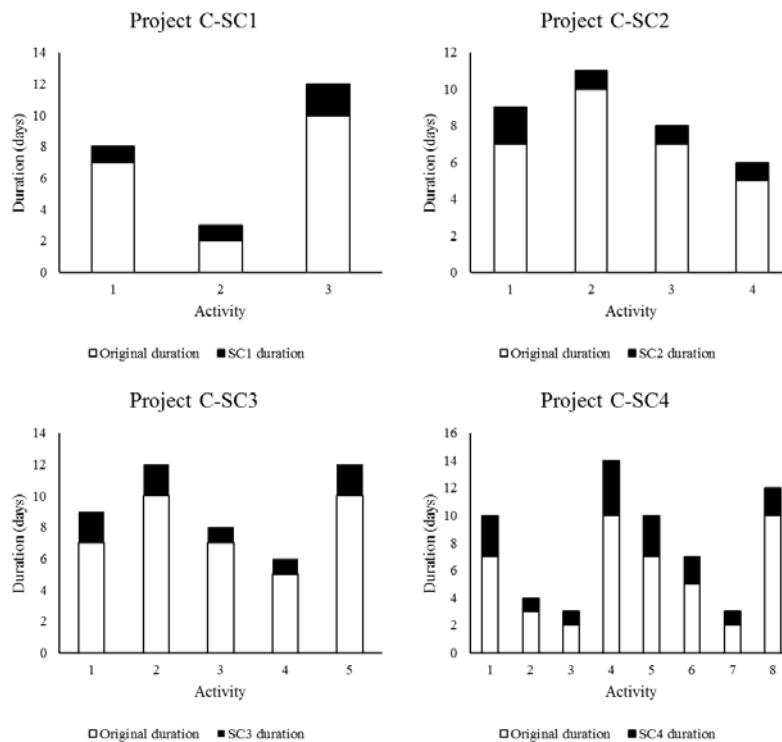 Project C-SC1
14
12
10
8
6
4
2
0
Duration (days)
1 2 3
Activity
Original duration SC1 duration
Project C-SC2
12
10
8
6
4
2
0
Duration (days)
1 2 3 4
Activity
Original duration SC2 duration
Project C-SC3
14
12
10
8
6
4
2
0
Duration (days)
1 2 3 4 5
Activity
Original duration SC3 duration
Project C-SC4
16
14
12
10
8
6
4
2
0
Duration (days)
1 2 3 4 5 6 7 8
Activity
Original duration SC4 duration